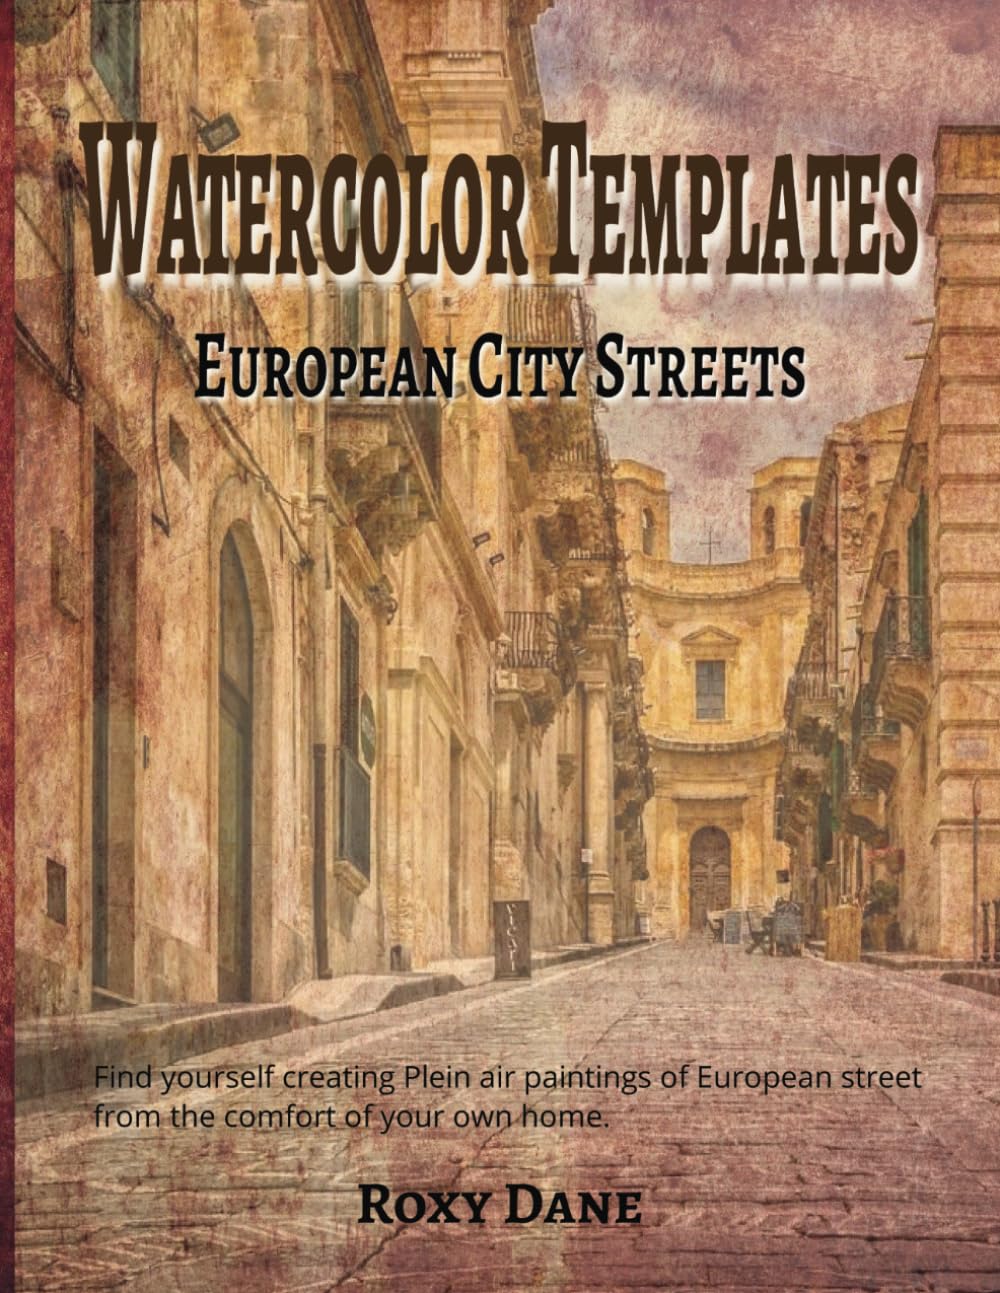 WATERCOLOR TEMPLATES
EUROPEAN CITY STREETS
VICARI
Find yourself creating Plein air paintings of European street
from the comfort of your own home.
ROXY DANE